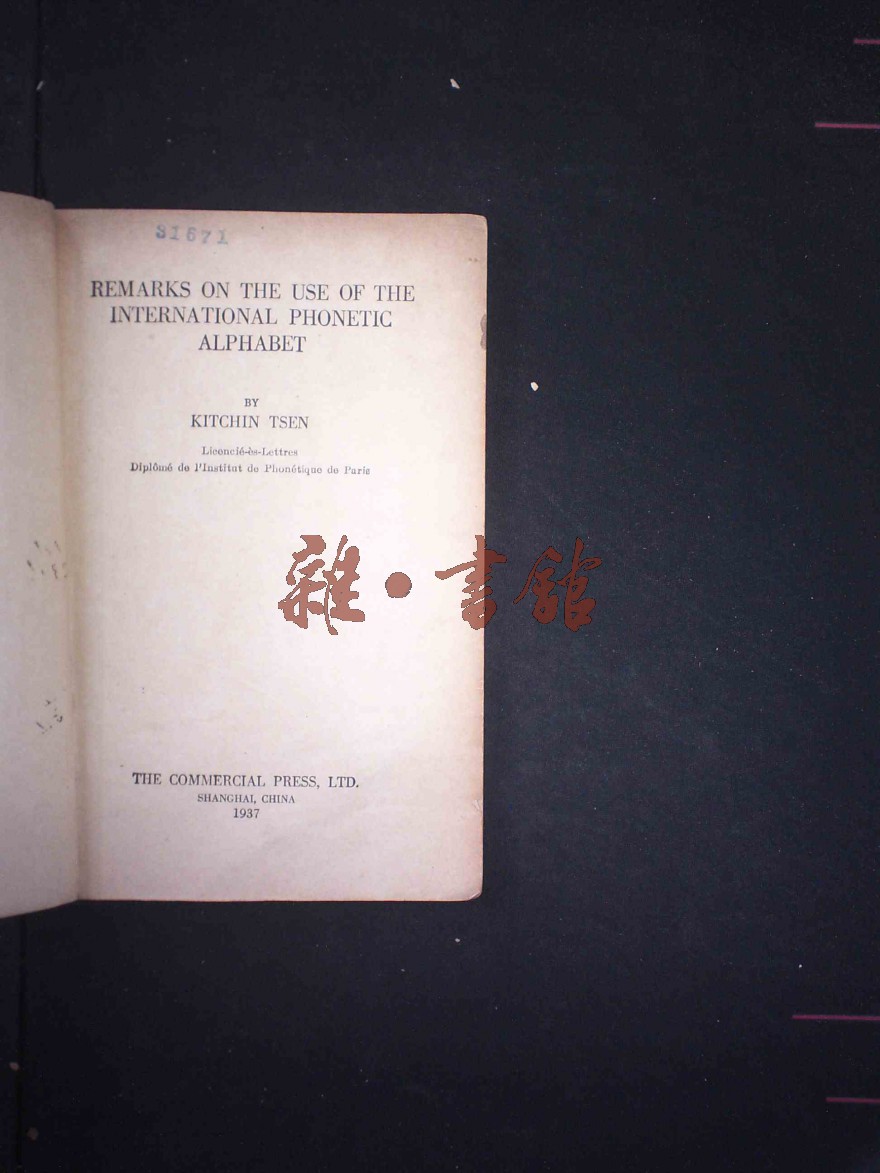 31671
REMARKS ON THE USE OF THE
INTERNATIONAL PHONETIC
ALPHABET
BY
KITCHIN TSEN
Licencié-ès-Lettres
Diplômé de l'Institut de Phonétique de Paris
雜·書館
THE COMMERCIAL PRESS, LTD.
SHANGHAI, CHINA
1937